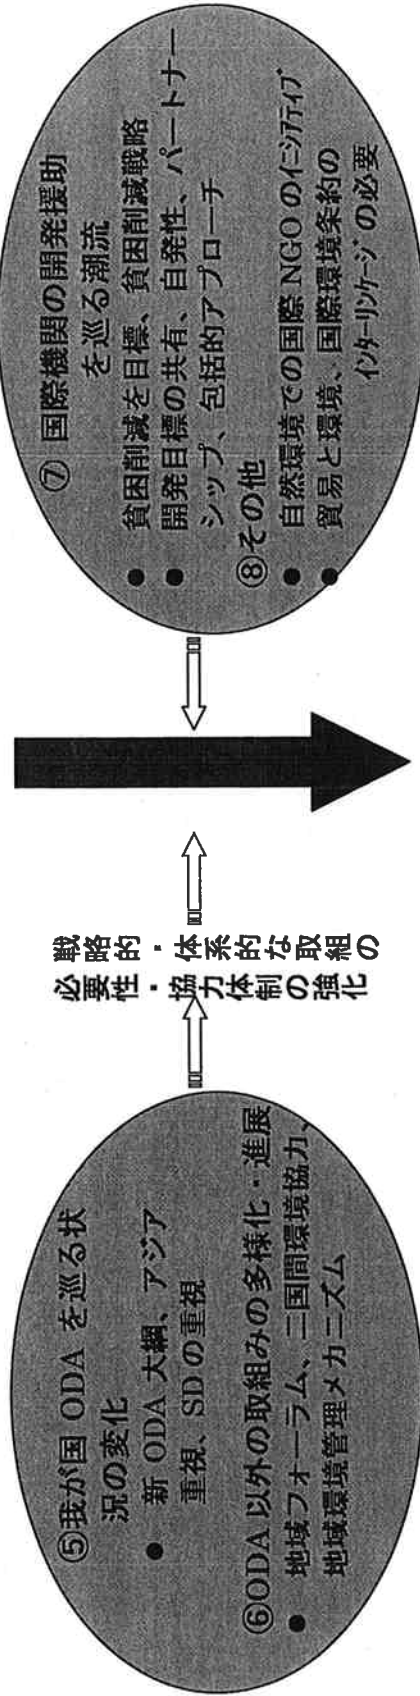 ⑤我が国 ODA を巡る状
況の変化
● 新 ODA 大綱、アジア
重視、SD の重視
⑥ODA 以外の取組みの多様化・進展
● 地域フォーラム、二国間環境協力、
地域環境管理メカニズム
戦略的・体系的な取組の
必要性・協力体制の強化
⑦ 国際機関の開発援助
を巡る潮流
● 貧困削減を目標、貧困削減戦略
● 開発目標の共有、自発性、パートナー
シップ、包括的アプローチ
⑧その他
● 自然環境での国際 NGO のイニシアティブ
● 貿易と環境、国際環境条約の
インターリンケージの必要